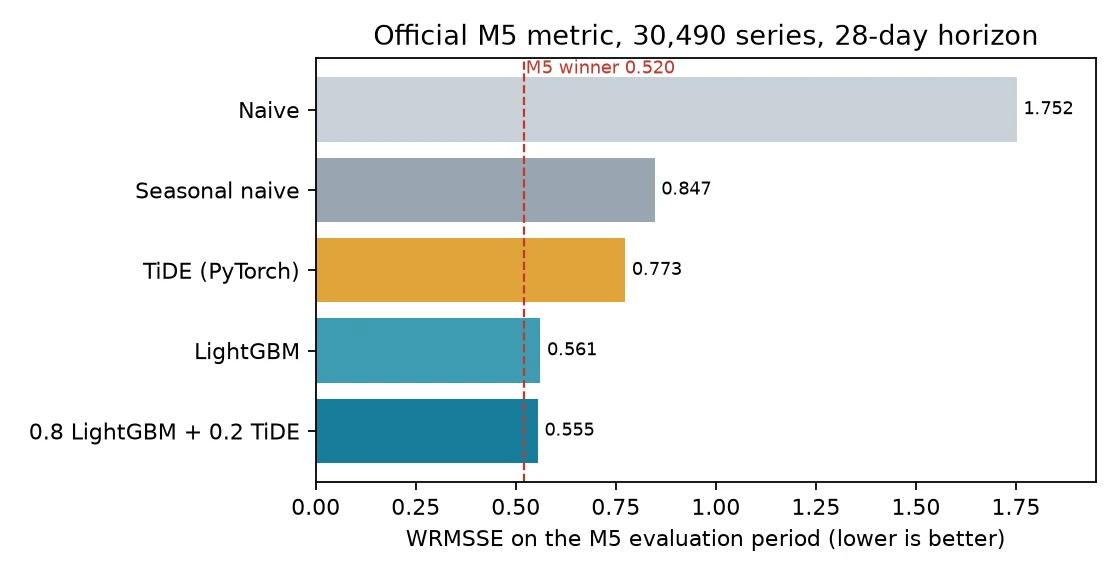 Official M5 metric, 30,490 series, 28-day horizon
M5 winner 0.520
Naive 1.752
Seasonal naive 0.847
TiDE (PyTorch) 0.773
LightGBM 0.561
0.8 LightGBM + 0.2 TiDE 0.555
0.00 0.25 0.50 0.75 1.00 1.25 1.50 1.75
WRMSSE on the M5 evaluation period (lower is better)